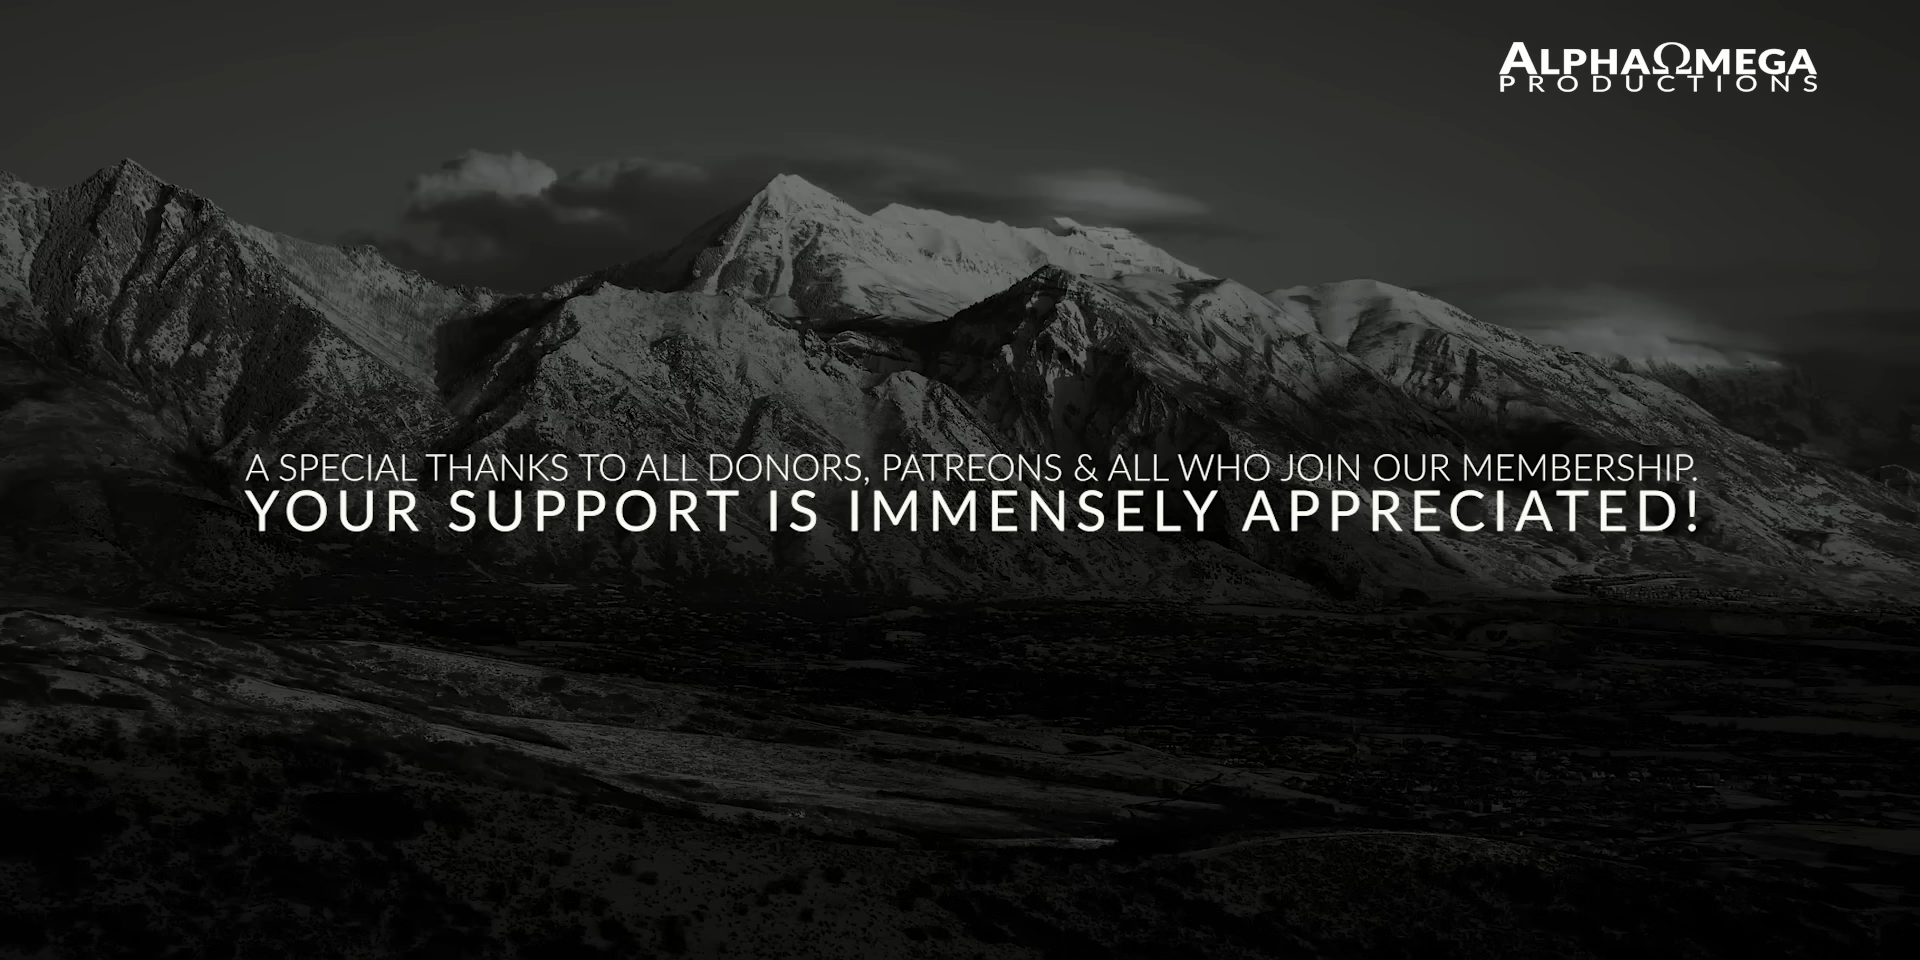 AlphaΩmega
PRODUCTIONS
A SPECIAL THANKS TO ALL DONORS, PATREONS & ALL WHO JOIN OUR MEMBERSHIP.
YOUR SUPPORT IS IMMENSELY APPRECIATED!